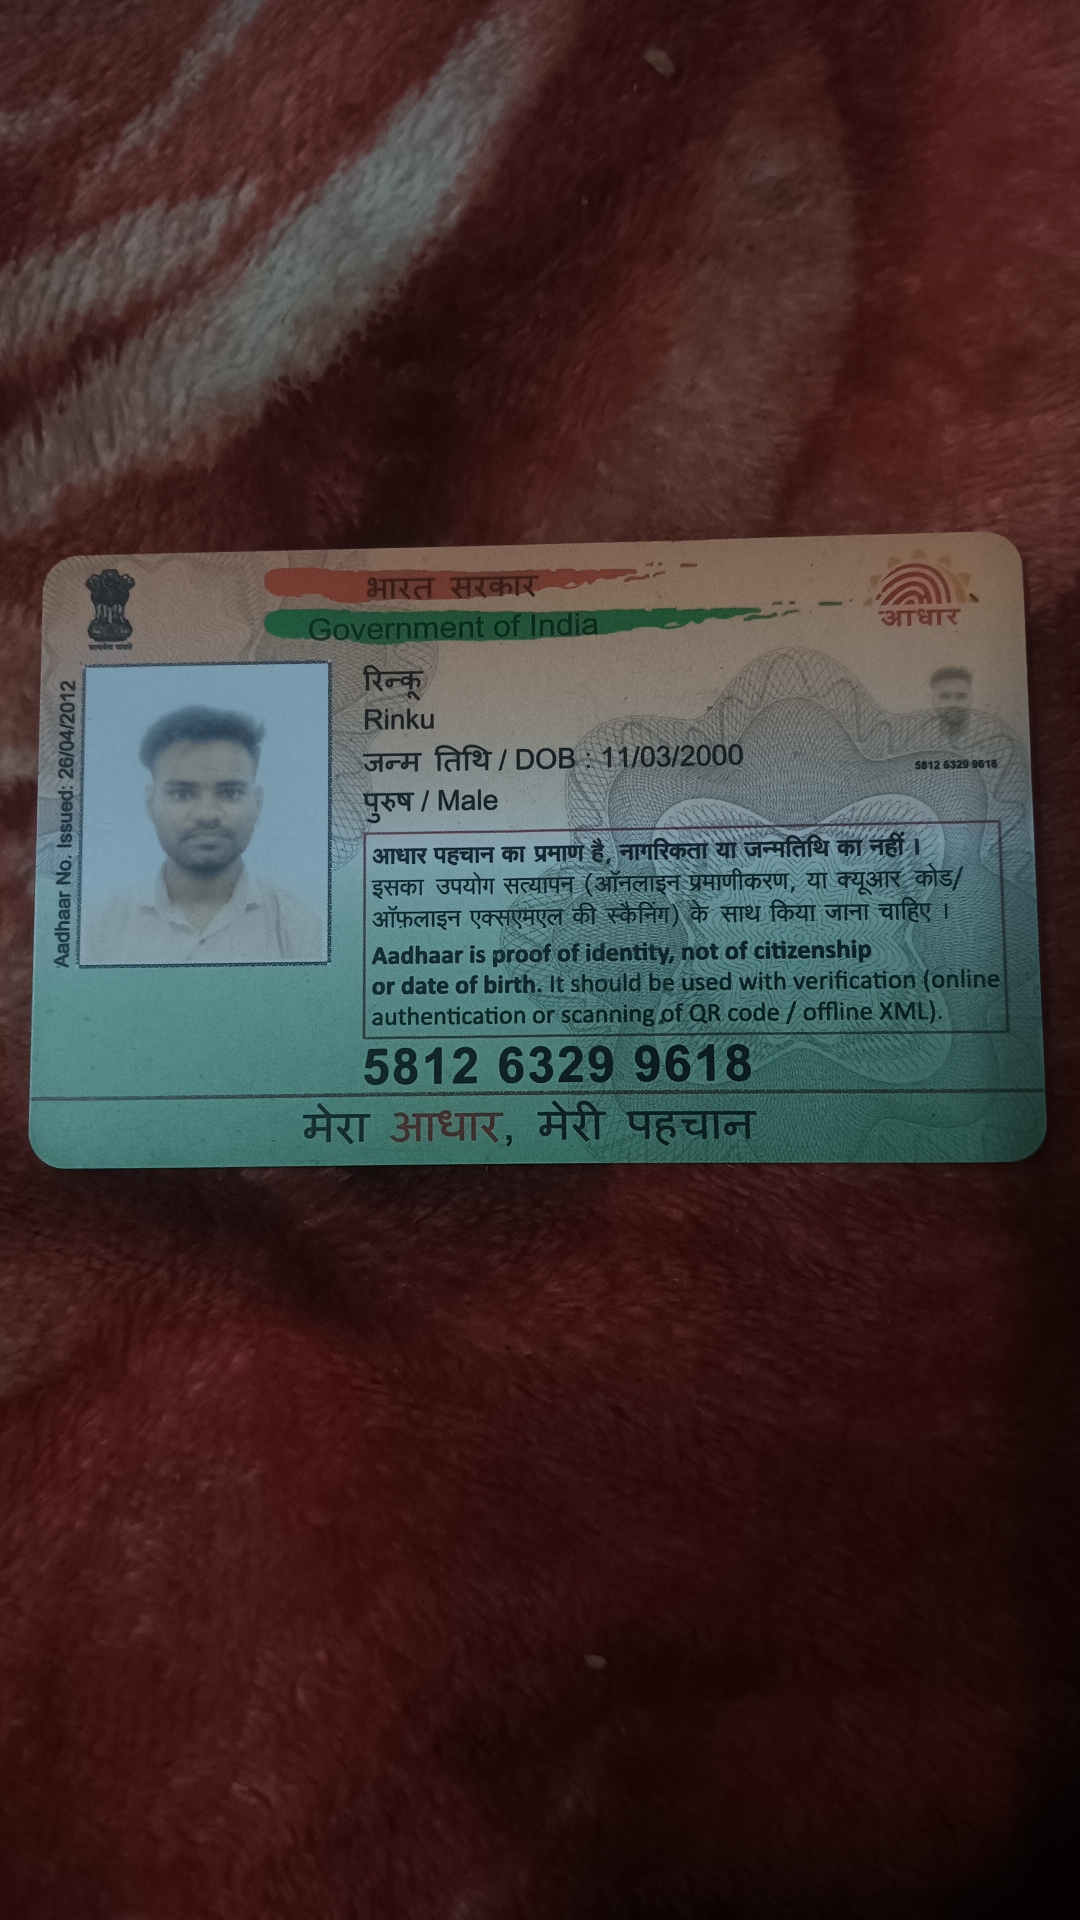 भारत सरकार
Government of India
आधार
सत्यमेव जयते
Aadhaar No. Issued: 26/04/2012
रिन्कू
Rinku
जन्म तिथि / DOB : 11/03/2000
पुरुष / Male
5812 6329 9618
आधार पहचान का प्रमाण है, नागरिकता या जन्मतिथि का नहीं ।
इसका उपयोग सत्यापन (ऑनलाइन प्रमाणीकरण, या क्यूआर कोड/
ऑफ़लाइन एक्सएमएल की स्कैनिंग) के साथ किया जाना चाहिए ।
Aadhaar is proof of identity, not of citizenship
or date of birth. It should be used with verification (online
authentication or scanning of QR code / offline XML).
5812 6329 9618
मेरा आधार, मेरी पहचान